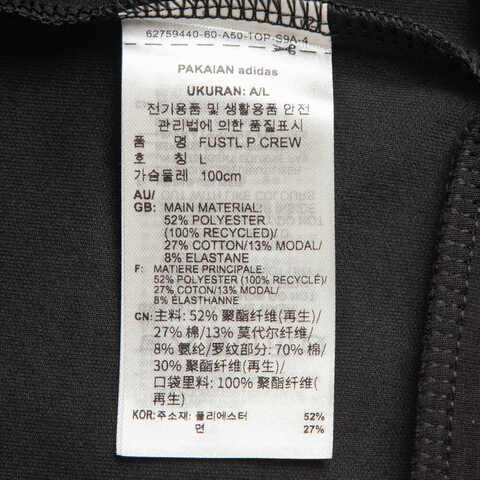 62759440-60-A50-TOP-S9A-4
PAKAIAN adidas
UKURAN: A/L
전기용품 및 생활용품 안전
관리법에 의한 품질표시
품 명 FUSTL P CREW
호 칭 L
가슴둘레 100cm
AU/
GB: MAIN MATERIAL:
52% POLYESTER
(100% RECYCLED)/
27% COTTON/13% MODAL/
8% ELASTANE
F: MATIERE PRINCIPALE:
52% POLYESTER (100% RECYCLÉ)/
27% COTON/13% MODAL/
8% ELASTHANNE
CN: 主料: 52% 聚酯纤维(再生)/
27% 棉/13% 莫代尔纤维/
8% 氨纶/罗纹部分: 70% 棉/
30% 聚酯纤维(再生)/
口袋里料: 100% 聚酯纤维(
再生)
KOR: 주소재: 폴리에스터 52%
면 27%